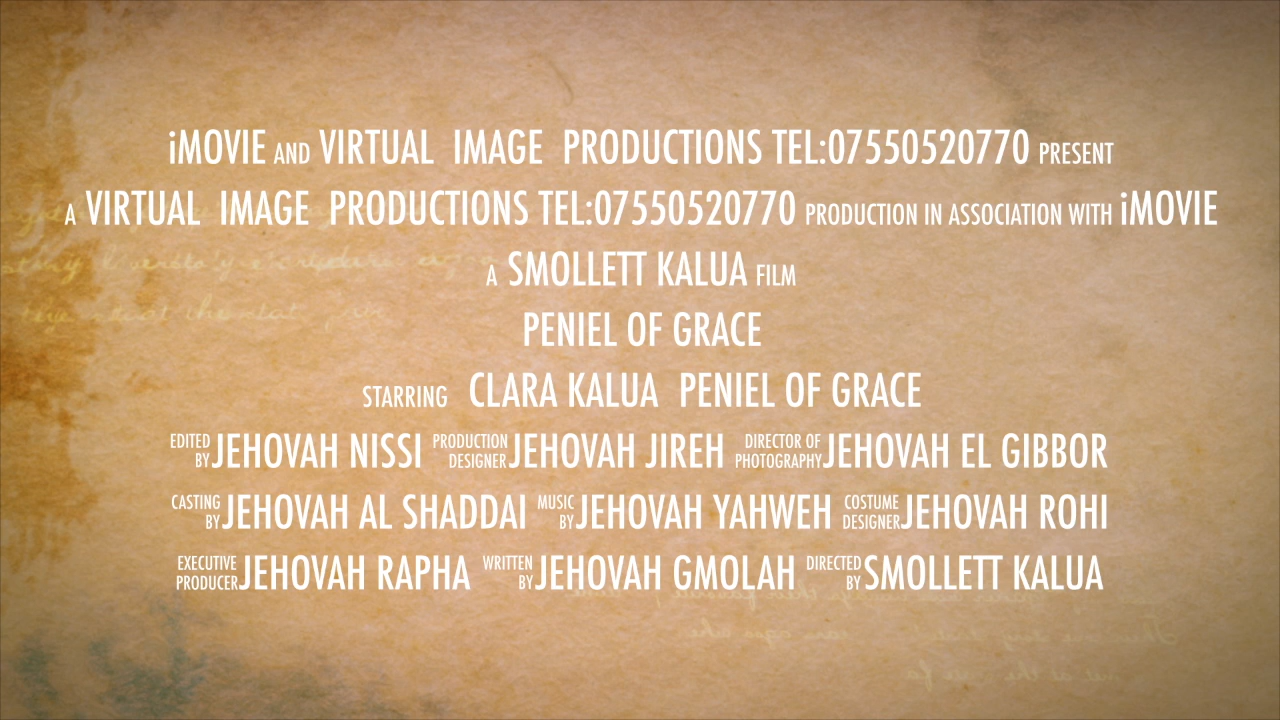 iMOVIE AND VIRTUAL IMAGE PRODUCTIONS TEL:07550520770 PRESENT
A VIRTUAL IMAGE PRODUCTIONS TEL:07550520770 PRODUCTION IN ASSOCIATION WITH iMOVIE
A SMOLLETT KALUA FILM
PENIEL OF GRACE
STARRING CLARA KALUA PENIEL OF GRACE
EDITED BY JEHOVAH NISSI PRODUCTION DESIGNER JEHOVAH JIREH DIRECTOR OF PHOTOGRAPHY JEHOVAH EL GIBBOR
CASTING BY JEHOVAH AL SHADDAI MUSIC BY JEHOVAH YAHWEH COSTUME DESIGNER JEHOVAH ROHI
EXECUTIVE PRODUCER JEHOVAH RAPHA WRITTEN BY JEHOVAH GMOLAH DIRECTED BY SMOLLETT KALUA